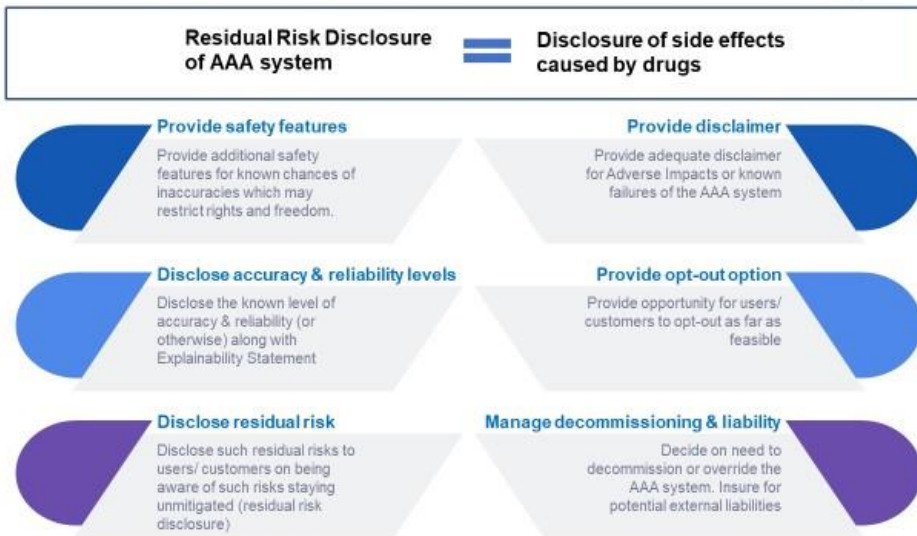 Residual Risk Disclosure
of AAA system
Disclosure of side effects
caused by drugs
Provide safety features
Provide additional safety
features for known chances of
inaccuracies which may
restrict rights and freedom.
Provide disclaimer
Provide adequate disclaimer
for Adverse Impacts or known
failures of the AAA system
Disclose accuracy & reliability levels
Disclose the known level of
accuracy & reliability (or
otherwise) along with
Explainability Statement
Provide opt-out option
Provide opportunity for users/
customers to opt-out as far as
feasible
Disclose residual risk
Disclose such residual risks to
users/ customers on being
aware of such risks staying
unmitigated (residual risk
disclosure)
Manage decommissioning & liability
Decide on need to
decommission or override the
AAA system. Insure for
potential external liabilities